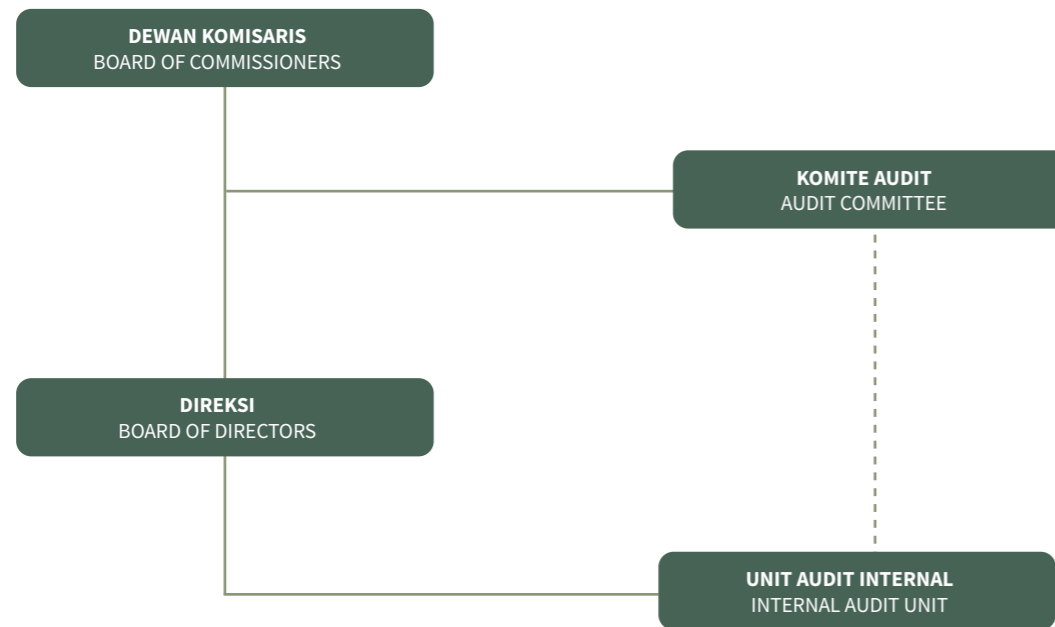 DEWAN KOMISARIS
BOARD OF COMMISSIONERS
KOMITE AUDIT
AUDIT COMMITTEE
DIREKSI
BOARD OF DIRECTORS
UNIT AUDIT INTERNAL
INTERNAL AUDIT UNIT